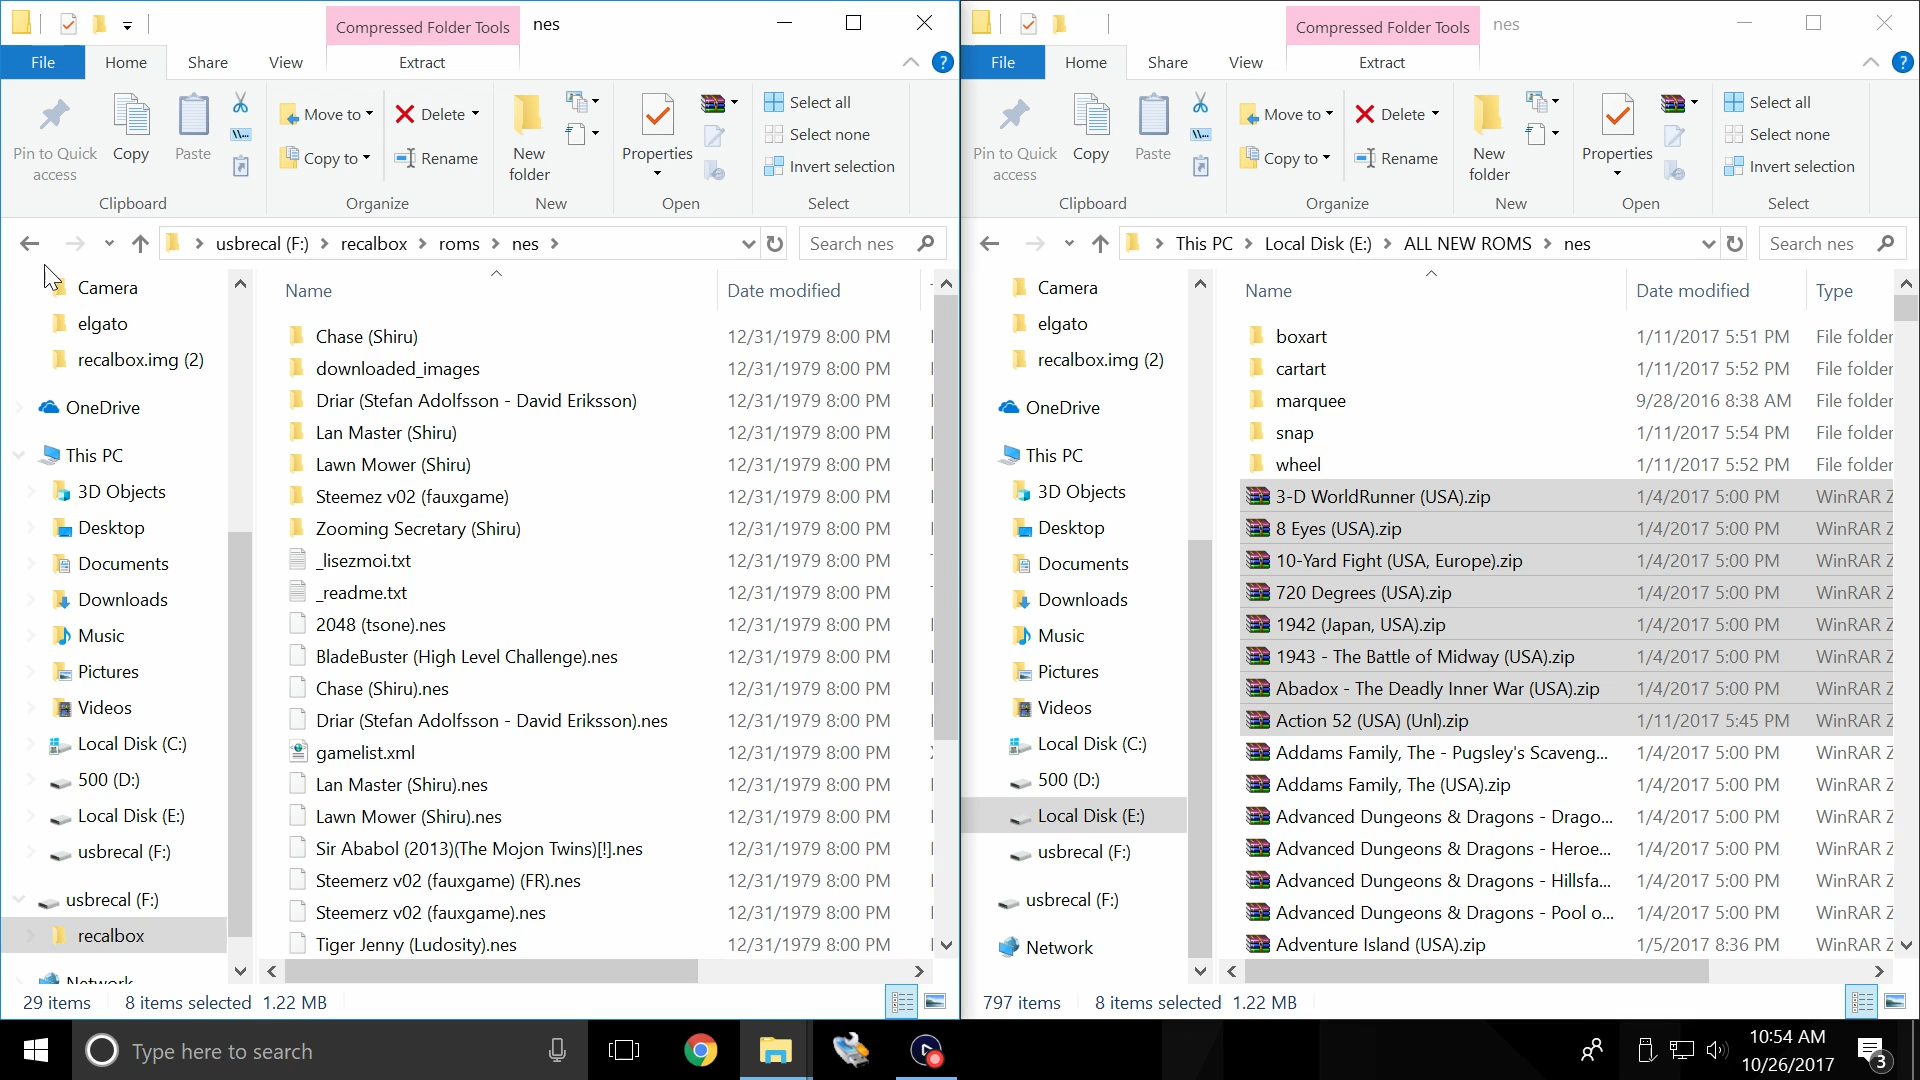 Compressed Folder Tools
nes
File
Home
Share
View
Extract
Pin to Quick access
Copy
Paste
Move to
Copy to
Delete
Rename
New folder
Properties
Select all
Select none
Invert selection
Clipboard
Organize
New
Open
Select
usbrecal (F:)
recalbox
roms
nes
Search nes
Camera
elgato
recalbox.img (2)
OneDrive
This PC
3D Objects
Desktop
Documents
Downloads
Music
Pictures
Videos
Local Disk (C:)
500 (D:)
Local Disk (E:)
usbrecal (F:)
usbrecal (F:)
recalbox
Network
Name Date modified
Chase (Shiru) 12/31/1979 8:00 PM
downloaded_images 12/31/1979 8:00 PM
Driar (Stefan Adolfsson - David Eriksson) 12/31/1979 8:00 PM
Lan Master (Shiru) 12/31/1979 8:00 PM
Lawn Mower (Shiru) 12/31/1979 8:00 PM
Steemez v02 (fauxgame) 12/31/1979 8:00 PM
Zooming Secretary (Shiru) 12/31/1979 8:00 PM
_lisezmoi.txt 12/31/1979 8:00 PM
_readme.txt 12/31/1979 8:00 PM
2048 (tsone).nes 12/31/1979 8:00 PM
BladeBuster (High Level Challenge).nes 12/31/1979 8:00 PM
Chase (Shiru).nes 12/31/1979 8:00 PM
Driar (Stefan Adolfsson - David Eriksson).nes 12/31/1979 8:00 PM
gamelist.xml 12/31/1979 8:00 PM
Lan Master (Shiru).nes 12/31/1979 8:00 PM
Lawn Mower (Shiru).nes 12/31/1979 8:00 PM
Sir Ababol (2013)(The Mojon Twins)[!].nes 12/31/1979 8:00 PM
Steemerz v02 (fauxgame) (FR).nes 12/31/1979 8:00 PM
Steemerz v02 (fauxgame).nes 12/31/1979 8:00 PM
Tiger Jenny (Ludosity).nes 12/31/1979 8:00 PM
29 items 8 items selected 1.22 MB
Compressed Folder Tools
nes
File
Home
Share
View
Extract
Pin to Quick access
Copy
Paste
Move to
Copy to
Delete
Rename
New folder
Properties
Select all
Select none
Invert selection
Clipboard
Organize
New
Open
Select
This PC
Local Disk (E:)
ALL NEW ROMS
nes
Search nes
Camera
elgato
recalbox.img (2)
OneDrive
This PC
3D Objects
Desktop
Documents
Downloads
Music
Pictures
Videos
Local Disk (C:)
500 (D:)
Local Disk (E:)
usbrecal (F:)
usbrecal (F:)
Network
Name Date modified Type
boxart 1/11/2017 5:51 PM File folder
cartart 1/11/2017 5:52 PM File folder
marquee 9/28/2016 8:38 AM File folder
snap 1/11/2017 5:54 PM File folder
wheel 1/11/2017 5:52 PM File folder
3-D WorldRunner (USA).zip 1/4/2017 5:00 PM WinRAR Z
8 Eyes (USA).zip 1/4/2017 5:00 PM WinRAR Z
10-Yard Fight (USA, Europe).zip 1/4/2017 5:00 PM WinRAR Z
720 Degrees (USA).zip 1/4/2017 5:00 PM WinRAR Z
1942 (Japan, USA).zip 1/4/2017 5:00 PM WinRAR Z
1943 - The Battle of Midway (USA).zip 1/4/2017 5:00 PM WinRAR Z
Abadox - The Deadly Inner War (USA).zip 1/4/2017 5:00 PM WinRAR Z
Action 52 (USA) (Unl).zip 1/11/2017 5:45 PM WinRAR Z
Addams Family, The - Pugsley's Scaveng... 1/4/2017 5:00 PM WinRAR Z
Addams Family, The (USA).zip 1/4/2017 5:00 PM WinRAR Z
Advanced Dungeons & Dragons - Drago... 1/4/2017 5:00 PM WinRAR Z
Advanced Dungeons & Dragons - Heroe... 1/4/2017 5:00 PM WinRAR Z
Advanced Dungeons & Dragons - Hillsfa... 1/4/2017 5:00 PM WinRAR Z
Advanced Dungeons & Dragons - Pool o... 1/4/2017 5:00 PM WinRAR Z
Adventure Island (USA).zip 1/5/2017 8:36 PM WinRAR Z
797 items 8 items selected 1.22 MB
Type here to search
10:54 AM
10/26/2017
3